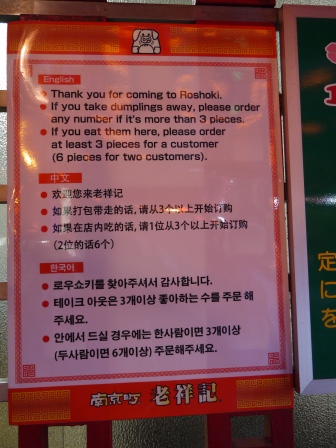 English
Thank you for coming to Roshoki.
If you take dumplings away, please order
any number if it's more than 3 pieces.
If you eat them here, please order
at least 3 pieces for a customer
(6 pieces for two customers).
中文
欢迎您来老祥记
如果打包带走的话,请从3个以上开始订购
如果在店内吃的话,请1位从3个以上开始订购
(2位的话6个)
한국어
로우쇼키를 찾아주셔서 감사합니다.
테이크 아웃은 3개이상 좋아하는 수를 주문 해
주세요.
안에서 드실 경우에는 한사람이면 3개이상
(두사람이면 6개이상) 주문해주세요.
南京町 老祥記
定
に
を